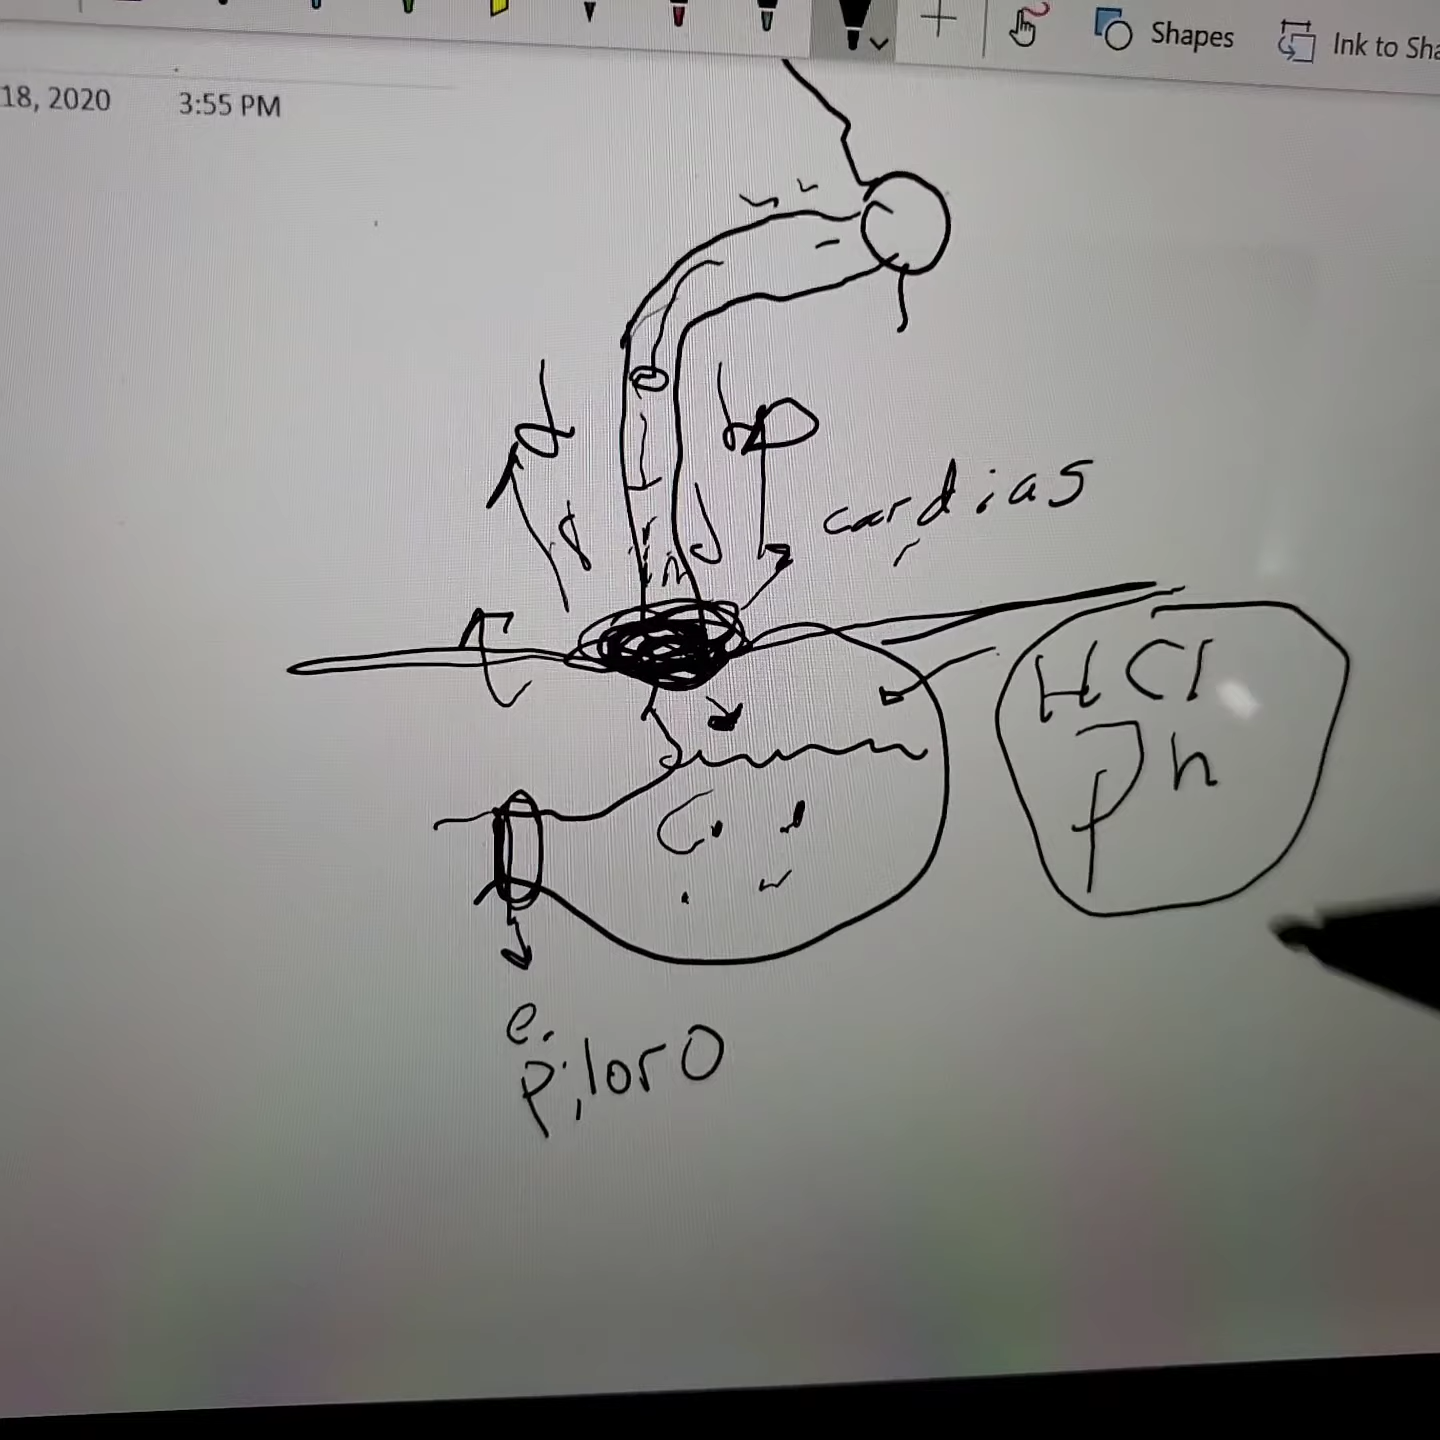 Shapes
Ink to Sha
18, 2020
3:55 PM
cardias
HCl
Ph
e.
piloro